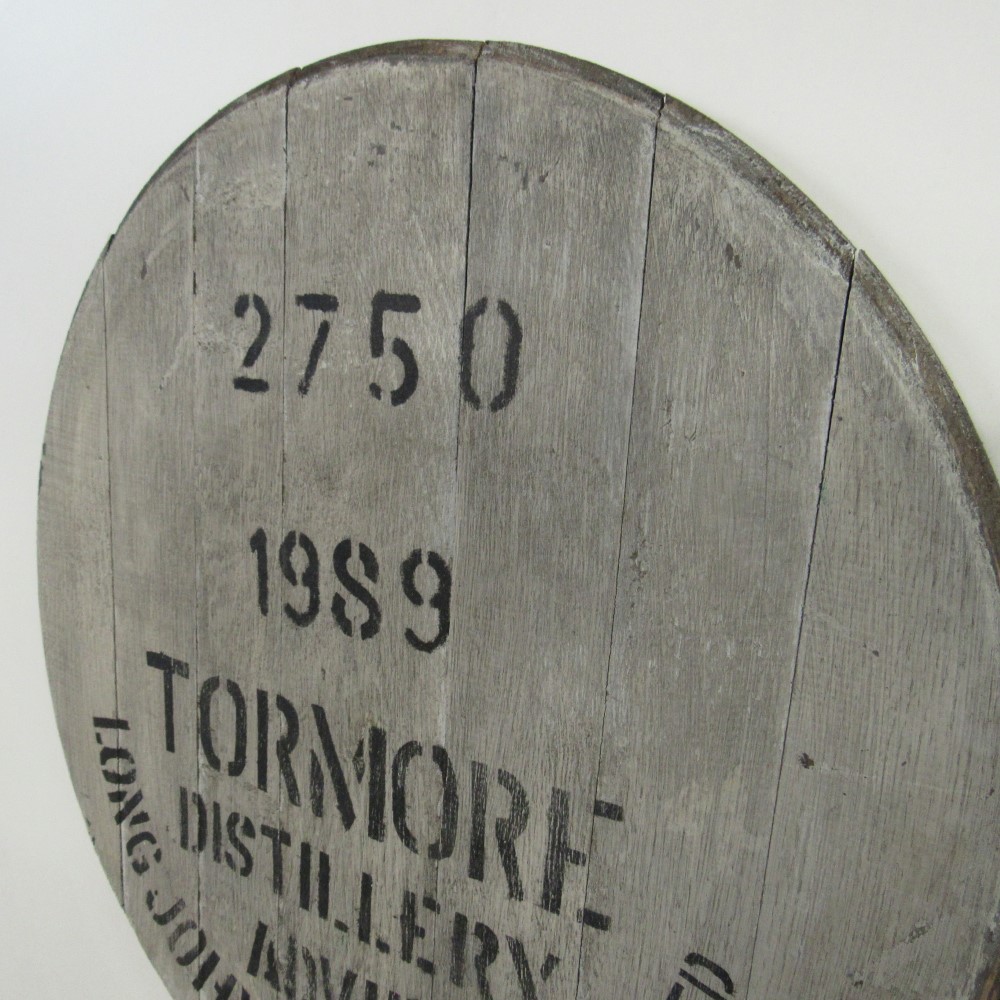 2750
1989
TORMORE
DISTILLERY
LONG JOHN